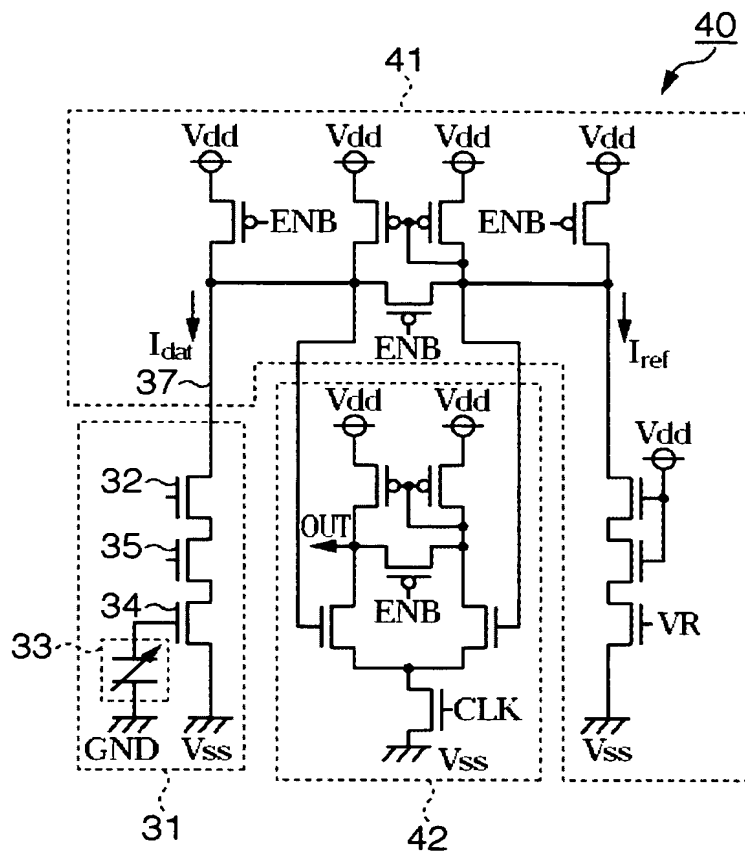 40
41
Vdd Vdd Vdd Vdd
ENB ENB
Idat ENB Iref
37
Vdd Vdd Vdd
32
OUT
35
34 ENB
33 VR
CLK
GND Vss Vss Vss
31 42